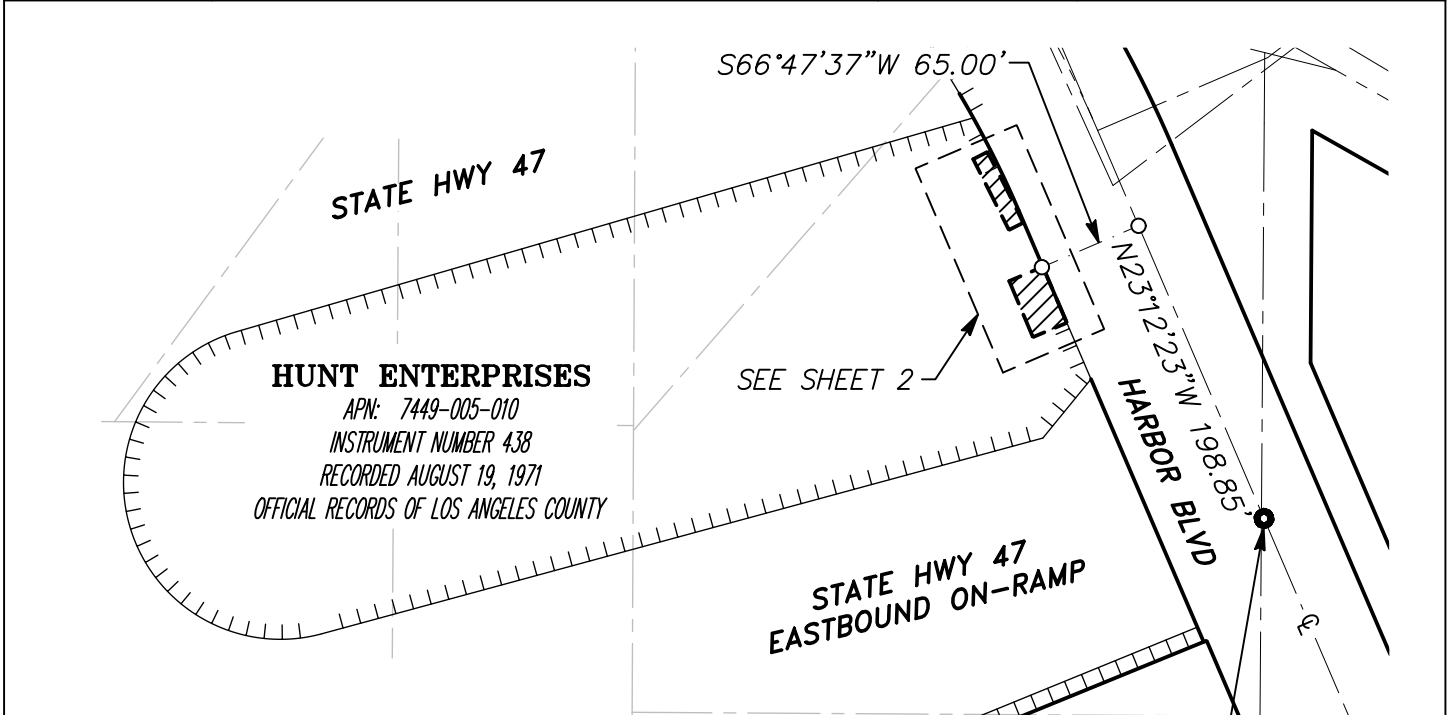 S66°47'37"W 65.00'
STATE HWY 47
N23°12'23"W 198.85'
HUNT ENTERPRISES
APN: 7449-005-010
INSTRUMENT NUMBER 438
RECORDED AUGUST 19, 1971
OFFICIAL RECORDS OF LOS ANGELES COUNTY
SEE SHEET 2
HARBOR BLVD
STATE HWY 47
EASTBOUND ON-RAMP
℄